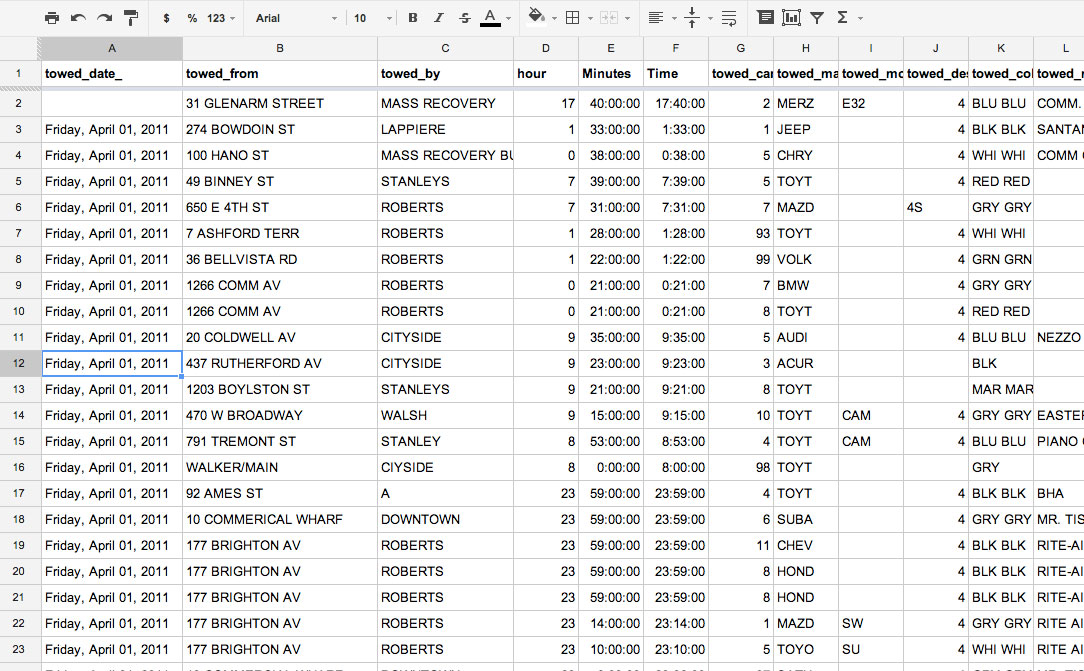 $ % 123 Arial 10 B I S A Σ
A B C D E F G H I J K L
1 towed_date_ towed_from towed_by hour Minutes Time towed_car towed_ma towed_mo towed_des towed_col towed_r
2 31 GLENARM STREET MASS RECOVERY 17 40:00:00 17:40:00 2 MERZ E32 4 BLU BLU COMM.
3 Friday, April 01, 2011 274 BOWDOIN ST LAPPIERE 1 33:00:00 1:33:00 1 JEEP 4 BLK BLK SANTAN
4 Friday, April 01, 2011 100 HANO ST MASS RECOVERY BU 0 38:00:00 0:38:00 5 CHRY 4 WHI WHI COMM
5 Friday, April 01, 2011 49 BINNEY ST STANLEYS 7 39:00:00 7:39:00 5 TOYT 4 RED RED
6 Friday, April 01, 2011 650 E 4TH ST ROBERTS 7 31:00:00 7:31:00 7 MAZD 4S GRY GRY
7 Friday, April 01, 2011 7 ASHFORD TERR ROBERTS 1 28:00:00 1:28:00 93 TOYT 4 WHI WHI
8 Friday, April 01, 2011 36 BELLVISTA RD ROBERTS 1 22:00:00 1:22:00 99 VOLK 4 GRN GRN
9 Friday, April 01, 2011 1266 COMM AV ROBERTS 0 21:00:00 0:21:00 7 BMW 4 GRY GRY
10 Friday, April 01, 2011 1266 COMM AV ROBERTS 0 21:00:00 0:21:00 8 TOYT 4 RED RED
11 Friday, April 01, 2011 20 COLDWELL AV CITYSIDE 9 35:00:00 9:35:00 5 AUDI 4 BLU BLU NEZZO
12 Friday, April 01, 2011 437 RUTHERFORD AV CITYSIDE 9 23:00:00 9:23:00 3 ACUR BLK
13 Friday, April 01, 2011 1203 BOYLSTON ST STANLEYS 9 21:00:00 9:21:00 8 TOYT MAR MAR
14 Friday, April 01, 2011 470 W BROADWAY WALSH 9 15:00:00 9:15:00 10 TOYT CAM 4 GRY GRY EASTER
15 Friday, April 01, 2011 791 TREMONT ST STANLEY 8 53:00:00 8:53:00 4 TOYT CAM 4 BLU BLU PIANO
16 Friday, April 01, 2011 WALKER/MAIN CIYSIDE 8 0:00:00 8:00:00 98 TOYT GRY
17 Friday, April 01, 2011 92 AMES ST A 23 59:00:00 23:59:00 4 TOYT 4 BLK BLK BHA
18 Friday, April 01, 2011 10 COMMERICAL WHARF DOWNTOWN 23 59:00:00 23:59:00 6 SUBA 4 GRY GRY MR. TIS
19 Friday, April 01, 2011 177 BRIGHTON AV ROBERTS 23 59:00:00 23:59:00 11 CHEV 4 BLK BLK RITE-AI
20 Friday, April 01, 2011 177 BRIGHTON AV ROBERTS 23 59:00:00 23:59:00 8 HOND 4 BLK BLK RITE-AI
21 Friday, April 01, 2011 177 BRIGHTON AV ROBERTS 23 59:00:00 23:59:00 8 HOND 4 BLK BLK RITE-AI
22 Friday, April 01, 2011 177 BRIGHTON AV ROBERTS 23 14:00:00 23:14:00 1 MAZD SW 4 GRY GRY RITE AI
23 Friday, April 01, 2011 177 BRIGHTON AV ROBERTS 23 10:00:00 23:10:00 5 TOYO SU 4 WHI WHI RITE AI